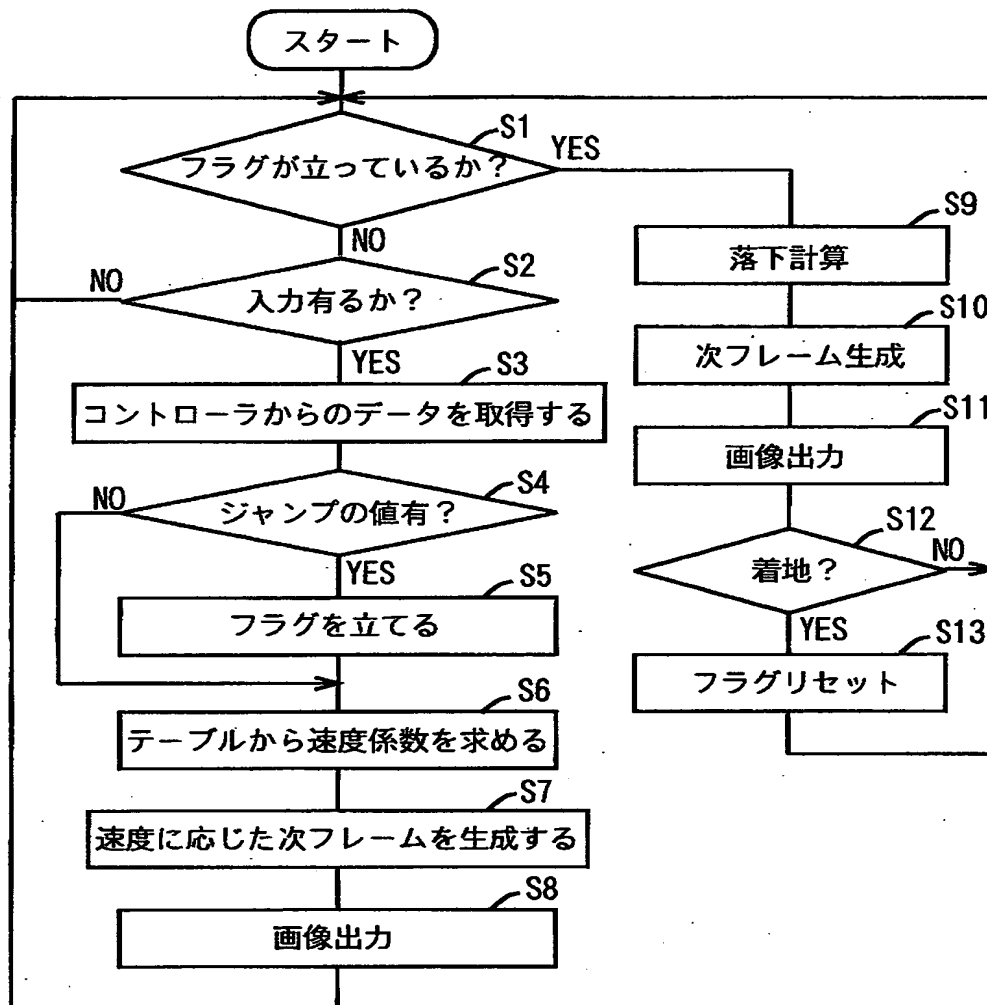 スタート
S1
フラグが立っているか？
YES
NO
S2
入力有るか？
NO
YES
S3
コントローラからのデータを取得する
S4
ジャンプの値有？
NO
YES
S5
フラグを立てる
S6
テーブルから速度係数を求める
S7
速度に応じた次フレームを生成する
S8
画像出力
S9
落下計算
S10
次フレーム生成
S11
画像出力
S12
着地？
NO
YES
S13
フラグリセット